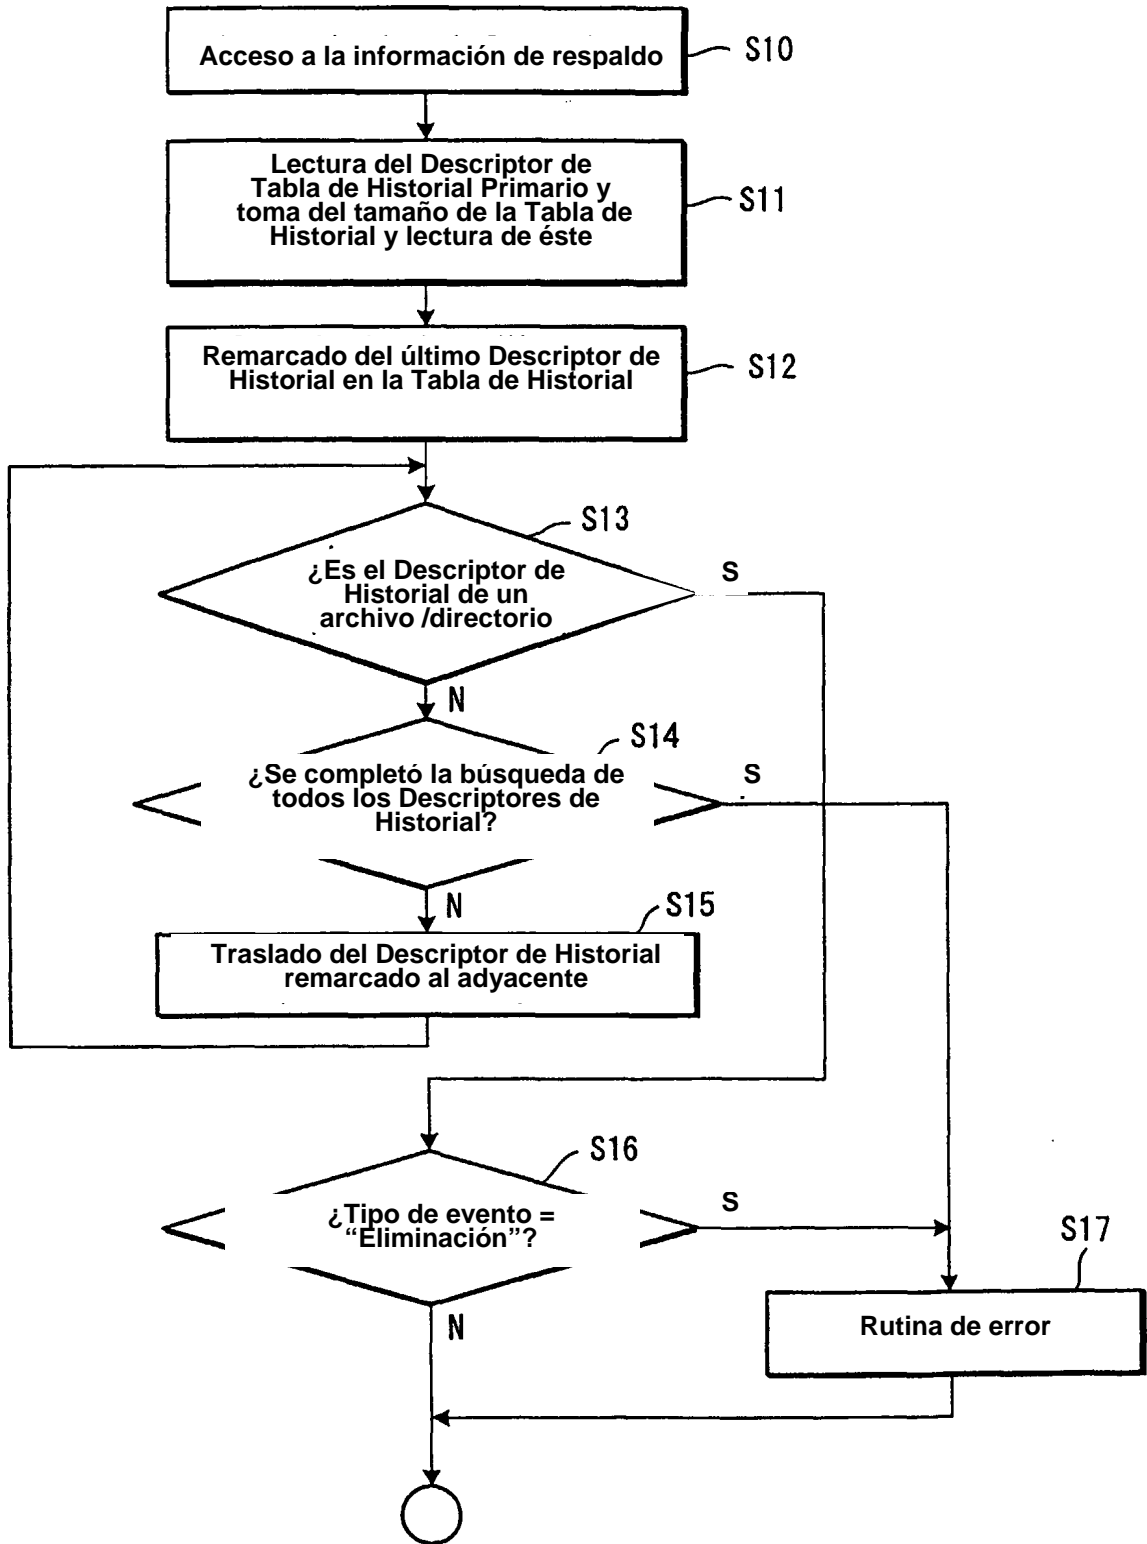 Acceso a la información de respaldo
S10
Lectura del Descriptor de
Tabla de Historial Primario y
toma del tamaño de la Tabla de
Historial y lectura de éste
S11
Remarcado del último Descriptor de
Historial en la Tabla de Historial
S12
S13
¿Es el Descriptor de
Historial de un
archivo /directorio
S
N
S14
¿Se completó la búsqueda de
todos los Descriptores de
Historial?
S
N
S15
Traslado del Descriptor de Historial
remarcado al adyacente
S16
¿Tipo de evento =
“Eliminación”?
S
N
S17
Rutina de error